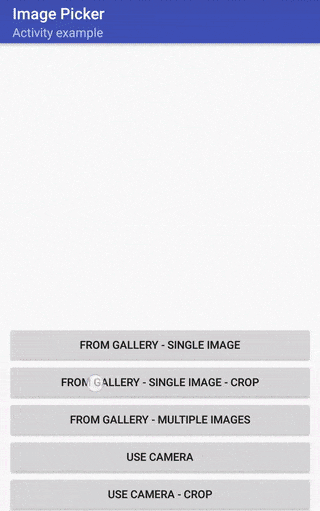 Image Picker
Activity example
FROM GALLERY - SINGLE IMAGE
FROM GALLERY - SINGLE IMAGE - CROP
FROM GALLERY - MULTIPLE IMAGES
USE CAMERA
USE CAMERA - CROP